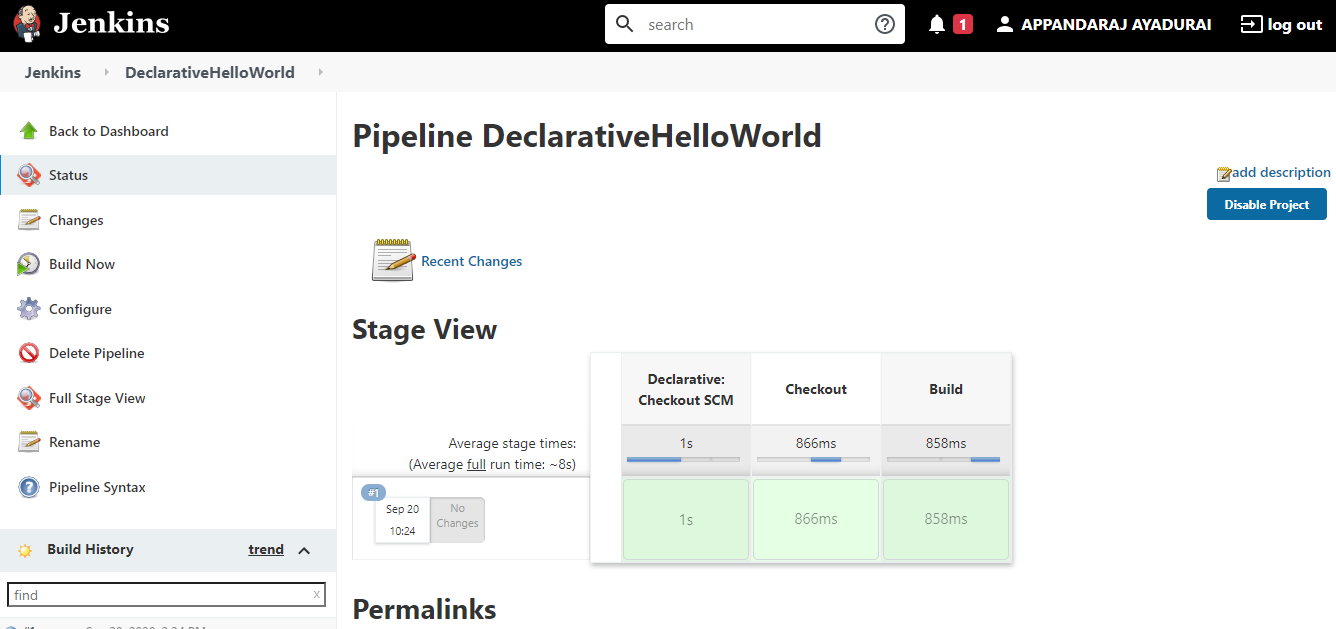 Jenkins
search
1
APPANDARAJ AYADURAI
log out
Jenkins
DeclarativeHelloWorld
Back to Dashboard
Status
Changes
Build Now
Configure
Delete Pipeline
Full Stage View
Rename
Pipeline Syntax
Build History
trend
find
x
Pipeline DeclarativeHelloWorld
add description
Disable Project
Recent Changes
Stage View
Declarative:
Checkout SCM
Checkout
Build
Average stage times:
(Average full run time: ~8s)
1s
866ms
858ms
#1
Sep 20
10:24
No
Changes
1s
866ms
858ms
Permalinks